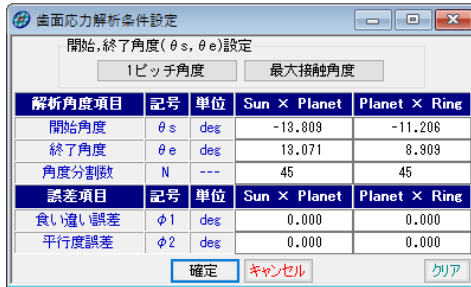 歯面応力解析条件設定
開始,終了角度(θs,θe)設定
1ピッチ角度 最大接触角度
解析角度項目 記号 単位 Sun × Planet Planet × Ring
開始角度 θs deg -13.809 -11.206
終了角度 θe deg 13.071 8.909
角度分割数 N --- 45 45
誤差項目 記号 単位 Sun × Planet Planet × Ring
食い違い誤差 φ1 deg 0.000 0.000
平行度誤差 φ2 deg 0.000 0.000
確定 キャンセル クリア